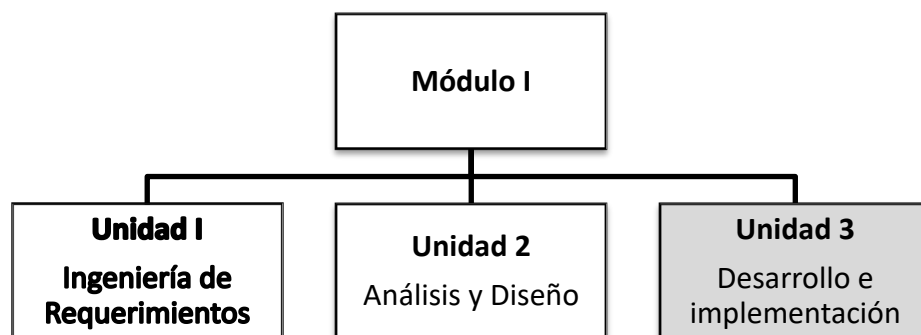 Módulo I
Unidad I
Ingeniería de
Requerimientos
Unidad 2
Análisis y Diseño
Unidad 3
Desarrollo e
implementación